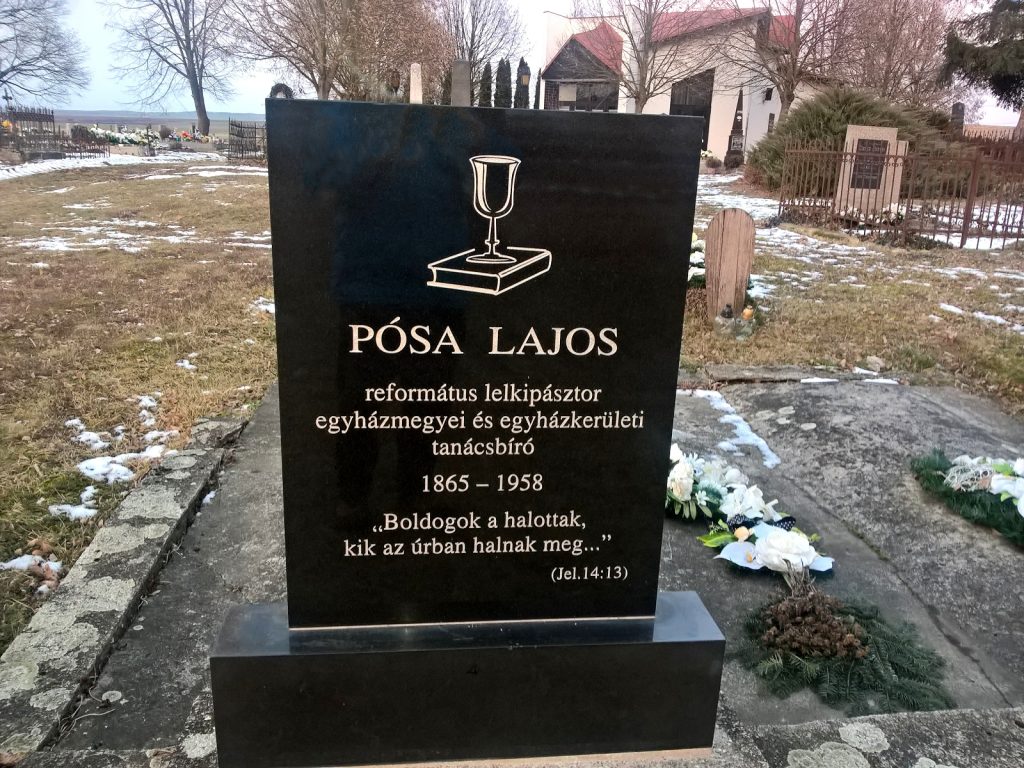 PÓSA LAJOS
református lelkipásztor
egyházmegyei és egyházkerületi
tanácsbíró
1865 – 1958
„Boldogok a halottak,
kik az úrban halnak meg...”
(Jel.14:13)